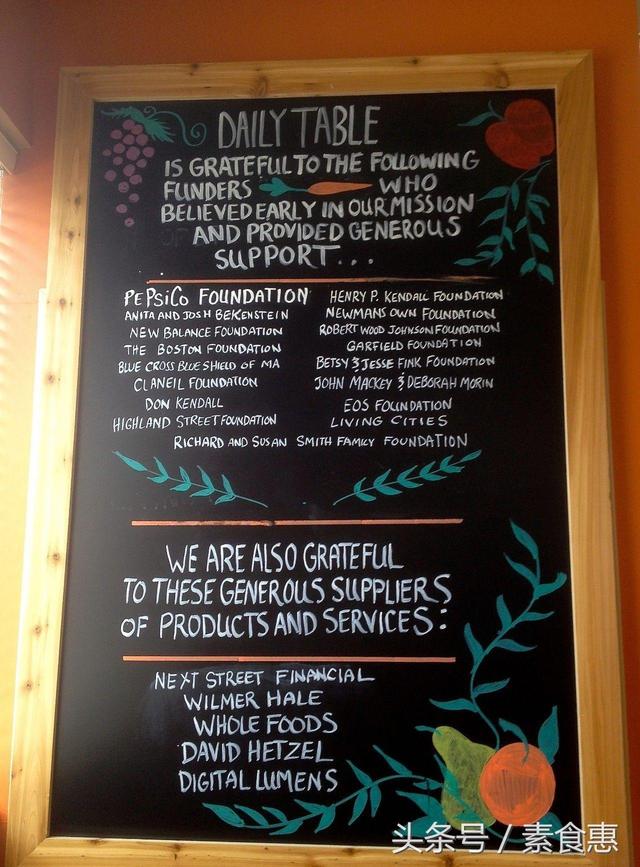 DAILY TABLE
IS GRATEFUL TO THE FOLLOWING
FUNDERS WHO
BELIEVED EARLY IN OUR MISSION
AND PROVIDED GENEROUS
SUPPORT...
PEPSICO FOUNDATION
ANITA AND JOSH BEKENSTEIN
NEW BALANCE FOUNDATION
THE BOSTON FOUNDATION
BLUE CROSS BLUE SHIELD OF MA
CLANEIL FOUNDATION
DON KENDALL
HIGHLAND STREET FOUNDATION
HENRY P. KENDALL FOUNDATION
NEWMANS OWN FOUNDATION
ROBERT WOOD JOHNSON FOUNDATION
GARFIELD FOUNDATION
BETSY & JESSE FINK FOUNDATION
JOHN MACKEY & DEBORAH MORIN
EOS FOUNDATION
LIVING CITIES
RICHARD AND SUSAN SMITH FAMILY FOUNDATION
WE ARE ALSO GRATEFUL
TO THESE GENEROUS SUPPLIERS
OF PRODUCTS AND SERVICES:
NEXT STREET FINANCIAL
WILMER HALE
WHOLE FOODS
DAVID HETZEL
DIGITAL LUMENS
头条号 / 素食惠